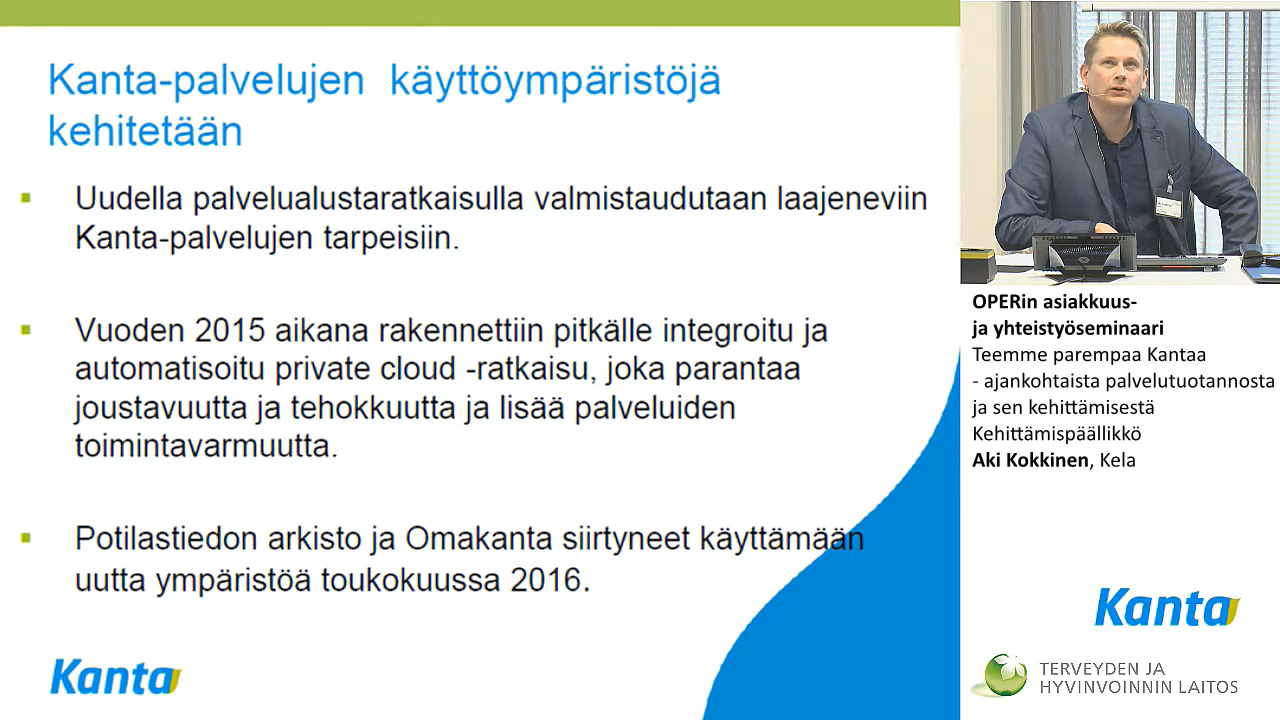 Kanta-palvelujen käyttöympäristöjä
kehitetään
Uudella palvelualustaratkaisulla valmistaudutaan laajeneviin
Kanta-palvelujen tarpeisiin.
Vuoden 2015 aikana rakennettiin pitkälle integroitu ja
automatisoitu private cloud -ratkaisu, joka parantaa
joustavuutta ja tehokkuutta ja lisää palveluiden
toimintavarmuutta.
Potilastiedon arkisto ja Omakanta siirtyneet käyttämään
uutta ympäristöä toukokuussa 2016.
Kanta
OPERin asiakkuus-
ja yhteistyöseminaari
Teemme parempaa Kantaa
- ajankohtaista palvelutuotannosta
ja sen kehittämisestä
Kehittämispäällikkö
Aki Kokkinen, Kela
Kanta
TERVEYDEN JA
HYVINVOINNIN LAITOS